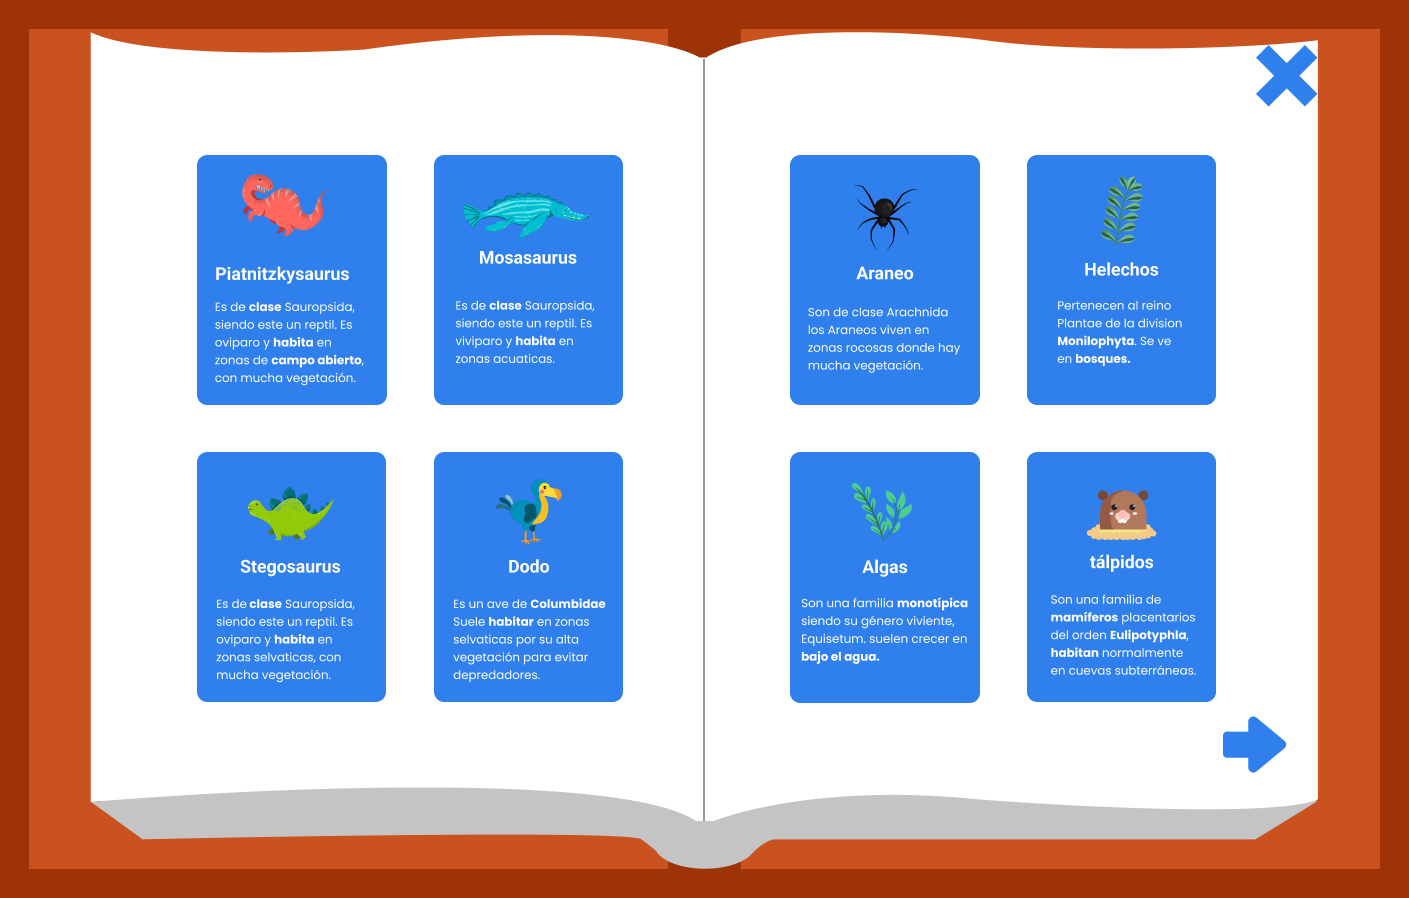 Piatnitzkysaurus
Es de clase Sauropsida,
siendo este un reptil. Es
oviparo y habita en
zonas de campo abierto,
con mucha vegetación.
Mosasaurus
Es de clase Sauropsida,
siendo este un reptil. Es
viviparo y habita en
zonas acuaticas.
Stegosaurus
Es de clase Sauropsida,
siendo este un reptil. Es
oviparo y habita en
zonas selvaticas, con
mucha vegetación.
Dodo
Es un ave de Columbidae
Suele habitar en zonas
selvaticas por su alta
vegetación para evitar
depredadores.
Araneo
Son de clase Arachnida
los Araneos viven en
zonas rocosas donde hay
mucha vegetación.
Helechos
Pertenecen al reino
Plantae de la division
Monilophyta. Se ve
en bosques.
Algas
Son una familia monotípica
siendo su género viviente,
Equisetum. suelen crecer en
bajo el agua.
tálpidos
Son una familia de
mamíferos placentarios
del orden Eulipotyphla,
habitan normalmente
en cuevas subterráneas.